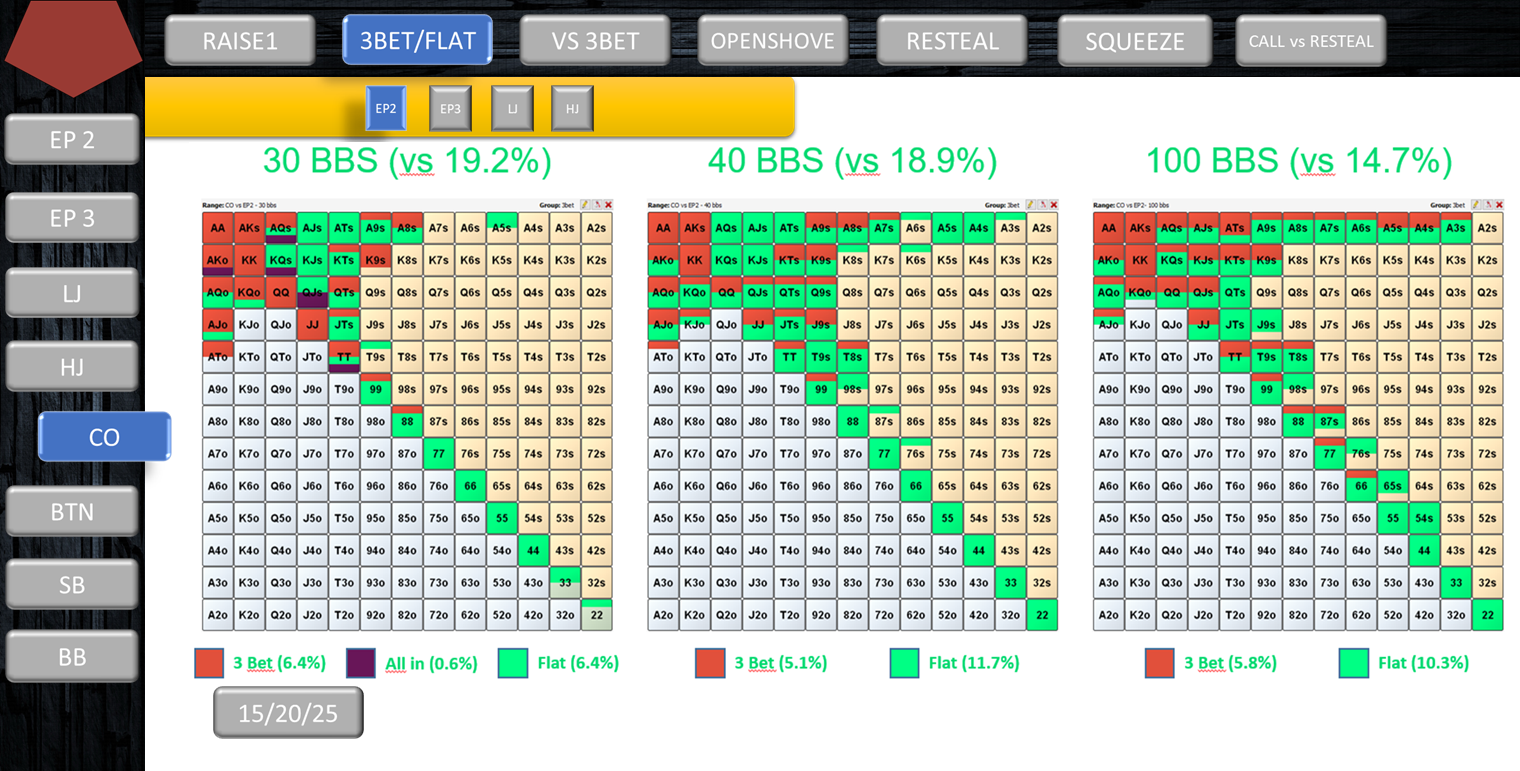 RAISE1 3BET/FLAT VS 3BET OPENSHOVE RESTEAL SQUEEZE CALL vs RESTEAL
EP2 EP3 LJ HJ
EP 2
EP 3
LJ
HJ
CO
BTN
SB
BB
30 BBS (vs 19.2%)
Range: CO vs EP2 - 30 bbs Group: 3bet
AA AKs AQs AJs ATs A9s A8s A7s A6s A5s A4s A3s A2s
AKo KK KQs KJs KTs K9s K8s K7s K6s K5s K4s K3s K2s
AQo KQo QQ QJs QTs Q9s Q8s Q7s Q6s Q5s Q4s Q3s Q2s
AJo KJo QJo JJ JTs J9s J8s J7s J6s J5s J4s J3s J2s
ATo KTo QTo JTo TT T9s T8s T7s T6s T5s T4s T3s T2s
A9o K9o Q9o J9o T9o 99 98s 97s 96s 95s 94s 93s 92s
A8o K8o Q8o J8o T8o 98o 88 87s 86s 85s 84s 83s 82s
A7o K7o Q7o J7o T7o 97o 87o 77 76s 75s 74s 73s 72s
A6o K6o Q6o J6o T6o 96o 86o 76o 66 65s 64s 63s 62s
A5o K5o Q5o J5o T5o 95o 85o 75o 65o 55 54s 53s 52s
A4o K4o Q4o J4o T4o 94o 84o 74o 64o 54o 44 43s 42s
A3o K3o Q3o J3o T3o 93o 83o 73o 63o 53o 43o 33 32s
A2o K2o Q2o J2o T2o 92o 82o 72o 62o 52o 42o 32o 22
3 Bet (6.4%) All in (0.6%) Flat (6.4%)
15/20/25
40 BBS (vs 18.9%)
Range: CO vs EP2 - 40 bbs Group: 3bet
AA AKs AQs AJs ATs A9s A8s A7s A6s A5s A4s A3s A2s
AKo KK KQs KJs KTs K9s K8s K7s K6s K5s K4s K3s K2s
AQo KQo QQ QJs QTs Q9s Q8s Q7s Q6s Q5s Q4s Q3s Q2s
AJo KJo QJo JJ JTs J9s J8s J7s J6s J5s J4s J3s J2s
ATo KTo QTo JTo TT T9s T8s T7s T6s T5s T4s T3s T2s
A9o K9o Q9o J9o T9o 99 98s 97s 96s 95s 94s 93s 92s
A8o K8o Q8o J8o T8o 98o 88 87s 86s 85s 84s 83s 82s
A7o K7o Q7o J7o T7o 97o 87o 77 76s 75s 74s 73s 72s
A6o K6o Q6o J6o T6o 96o 86o 76o 66 65s 64s 63s 62s
A5o K5o Q5o J5o T5o 95o 85o 75o 65o 55 54s 53s 52s
A4o K4o Q4o J4o T4o 94o 84o 74o 64o 54o 44 43s 42s
A3o K3o Q3o J3o T3o 93o 83o 73o 63o 53o 43o 33 32s
A2o K2o Q2o J2o T2o 92o 82o 72o 62o 52o 42o 32o 22
3 Bet (5.1%) Flat (11.7%)
100 BBS (vs 14.7%)
Range: CO vs EP2- 100 bbs Group: 3bet
AA AKs AQs AJs ATs A9s A8s A7s A6s A5s A4s A3s A2s
AKo KK KQs KJs KTs K9s K8s K7s K6s K5s K4s K3s K2s
AQo KQo QQ QJs QTs Q9s Q8s Q7s Q6s Q5s Q4s Q3s Q2s
AJo KJo QJo JJ JTs J9s J8s J7s J6s J5s J4s J3s J2s
ATo KTo QTo JTo TT T9s T8s T7s T6s T5s T4s T3s T2s
A9o K9o Q9o J9o T9o 99 98s 97s 96s 95s 94s 93s 92s
A8o K8o Q8o J8o T8o 98o 88 87s 86s 85s 84s 83s 82s
A7o K7o Q7o J7o T7o 97o 87o 77 76s 75s 74s 73s 72s
A6o K6o Q6o J6o T6o 96o 86o 76o 66 65s 64s 63s 62s
A5o K5o Q5o J5o T5o 95o 85o 75o 65o 55 54s 53s 52s
A4o K4o Q4o J4o T4o 94o 84o 74o 64o 54o 44 43s 42s
A3o K3o Q3o J3o T3o 93o 83o 73o 63o 53o 43o 33 32s
A2o K2o Q2o J2o T2o 92o 82o 72o 62o 52o 42o 32o 22
3 Bet (5.8%) Flat (10.3%)